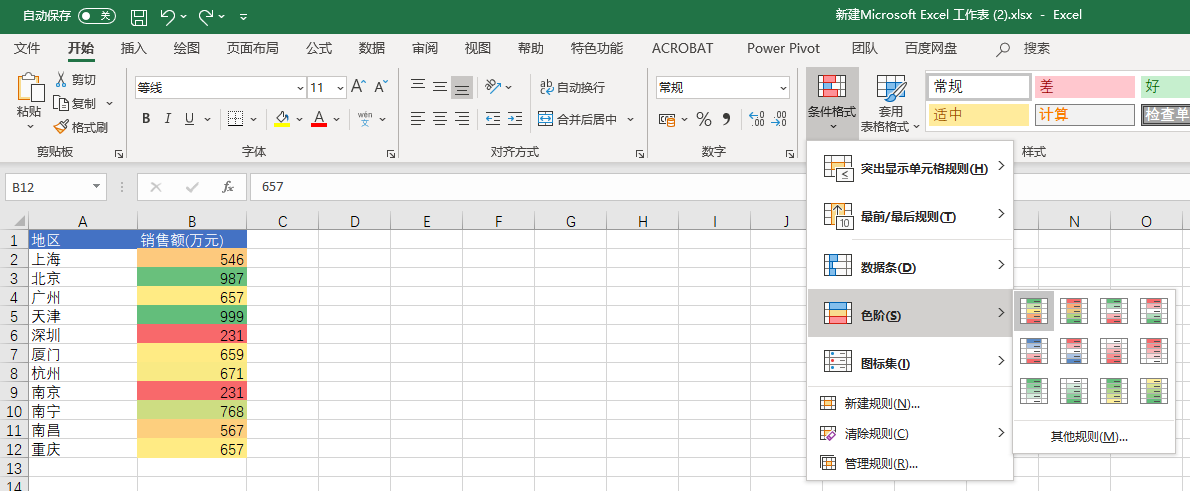 自动保存 关 新建Microsoft Excel 工作表 (2).xlsx - Excel
文件 开始 插入 绘图 页面布局 公式 数据 审阅 视图 帮助 特色功能 ACROBAT Power Pivot 团队 百度网盘 搜索
粘贴 剪切 复制 格式刷
等线 11 A A
B I U A wén 文
ab 自动换行
合并后居中
常规
% ,
条件格式 套用 表格格式
常规 差 好
适中 计算 检查单
剪贴板 字体 对齐方式 数字 样式
B12 fx 657
A B C D E F G H I J N O
1 地区 销售额(万元)
2 上海 546
3 北京 987
4 广州 657
5 天津 999
6 深圳 231
7 厦门 659
8 杭州 671
9 南京 231
10 南宁 768
11 南昌 567
12 重庆 657
13
14
突出显示单元格规则(H)
10 最前/最后规则(T)
数据条(D)
色阶(S)
图标集(I)
新建规则(N)...
清除规则(C)
管理规则(R)...
其他规则(M)...